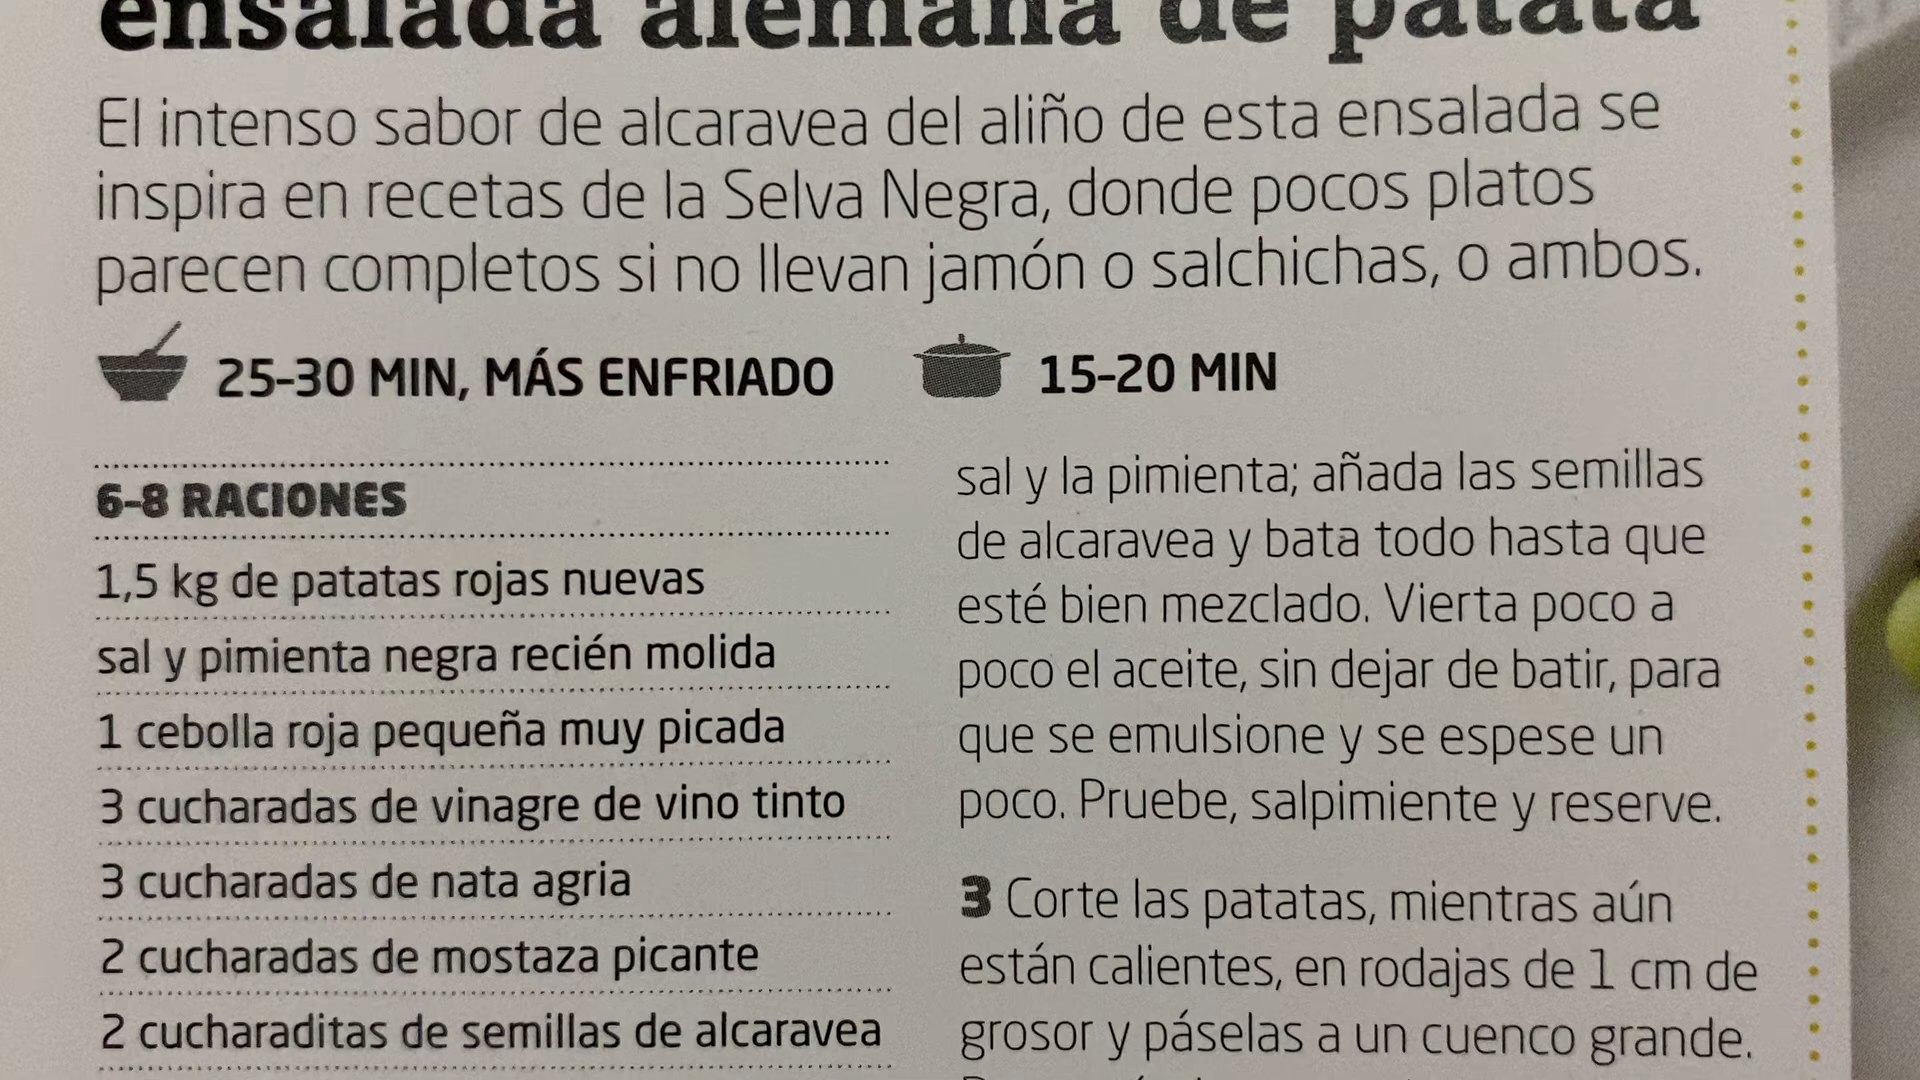 ensalada alemana de patata
El intenso sabor de alcaravea del aliño de esta ensalada se
inspira en recetas de la Selva Negra, donde pocos platos
parecen completos si no llevan jamón o salchichas, o ambos.
25-30 MIN, MÁS ENFRIADO
15-20 MIN
6-8 RACIONES
1,5 kg de patatas rojas nuevas
sal y pimienta negra recién molida
1 cebolla roja pequeña muy picada
3 cucharadas de vinagre de vino tinto
3 cucharadas de nata agria
2 cucharadas de mostaza picante
2 cucharaditas de semillas de alcaravea
sal y la pimienta; añada las semillas
de alcaravea y bata todo hasta que
esté bien mezclado. Vierta poco a
poco el aceite, sin dejar de batir, para
que se emulsione y se espese un
poco. Pruebe, salpimiente y reserve.
3 Corte las patatas, mientras aún
están calientes, en rodajas de 1 cm de
grosor y páselas a un cuenco grande.